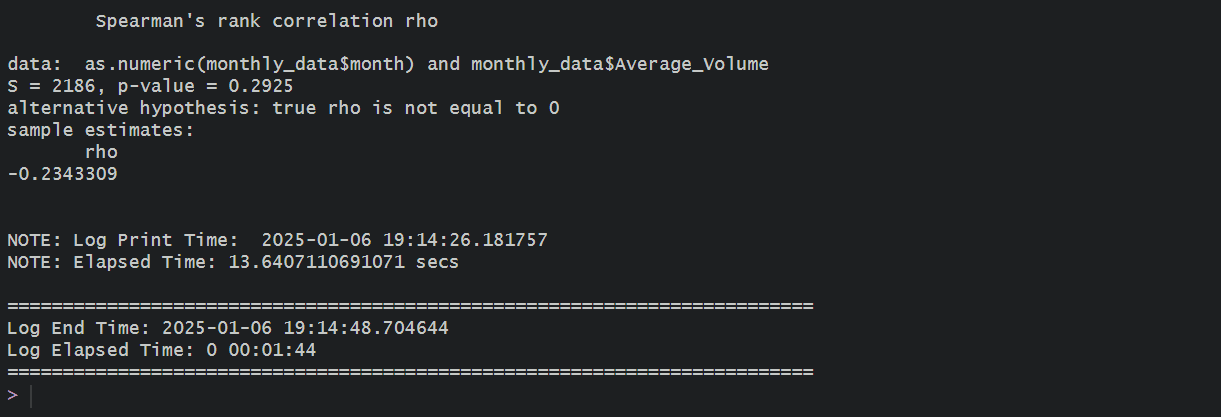 Spearman's rank correlation rho
data:  as.numeric(monthly_data$month) and monthly_data$Average_Volume
S = 2186, p-value = 0.2925
alternative hypothesis: true rho is not equal to 0
sample estimates:
rho
-0.2343309
NOTE: Log Print Time:  2025-01-06 19:14:26.181757
NOTE: Elapsed Time: 13.6407110691071 secs
=========================================================================
Log End Time: 2025-01-06 19:14:48.704644
Log Elapsed Time: 0 00:01:44
=========================================================================
>